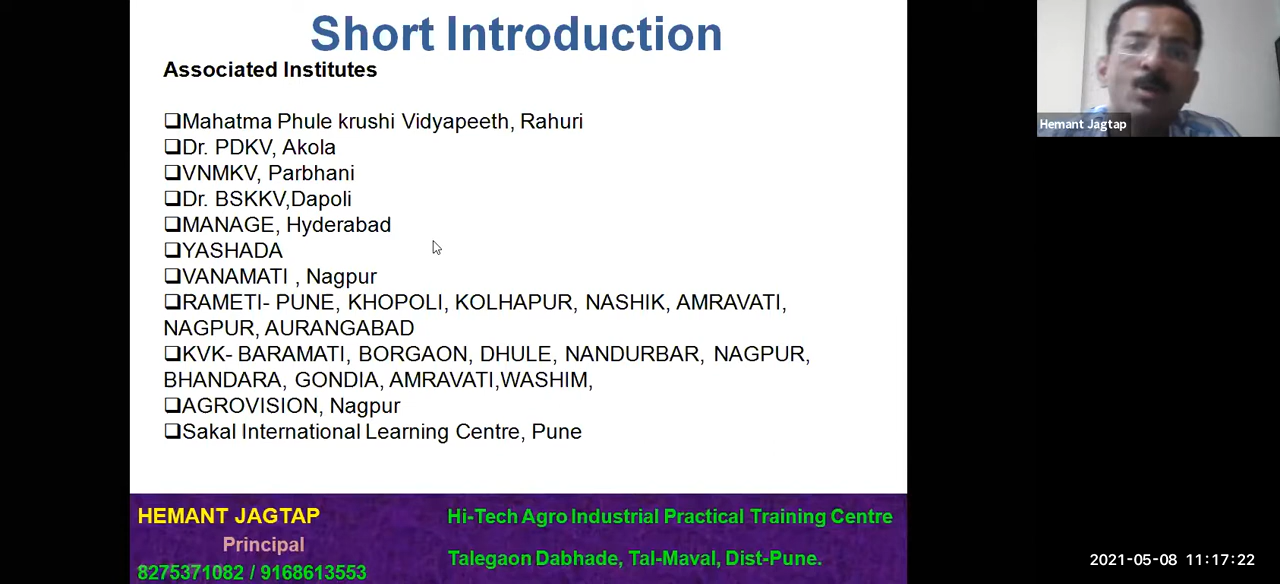 Short Introduction
Associated Institutes
❑Mahatma Phule krushi Vidyapeeth, Rahuri
❑Dr. PDKV, Akola
❑VNMKV, Parbhani
❑Dr. BSKKV,Dapoli
❑MANAGE, Hyderabad
❑YASHADA
❑VANAMATI , Nagpur
❑RAMETI- PUNE, KHOPOLI, KOLHAPUR, NASHIK, AMRAVATI,
NAGPUR, AURANGABAD
❑KVK- BARAMATI, BORGAON, DHULE, NANDURBAR, NAGPUR,
BHANDARA, GONDIA, AMRAVATI,WASHIM,
❑AGROVISION, Nagpur
❑Sakal International Learning Centre, Pune
HEMANT JAGTAP
Principal
8275371082 / 9168613553
Hi-Tech Agro Industrial Practical Training Centre
Talegaon Dabhade, Tal-Maval, Dist-Pune.
Hemant Jagtap
2021-05-08 11:17:22